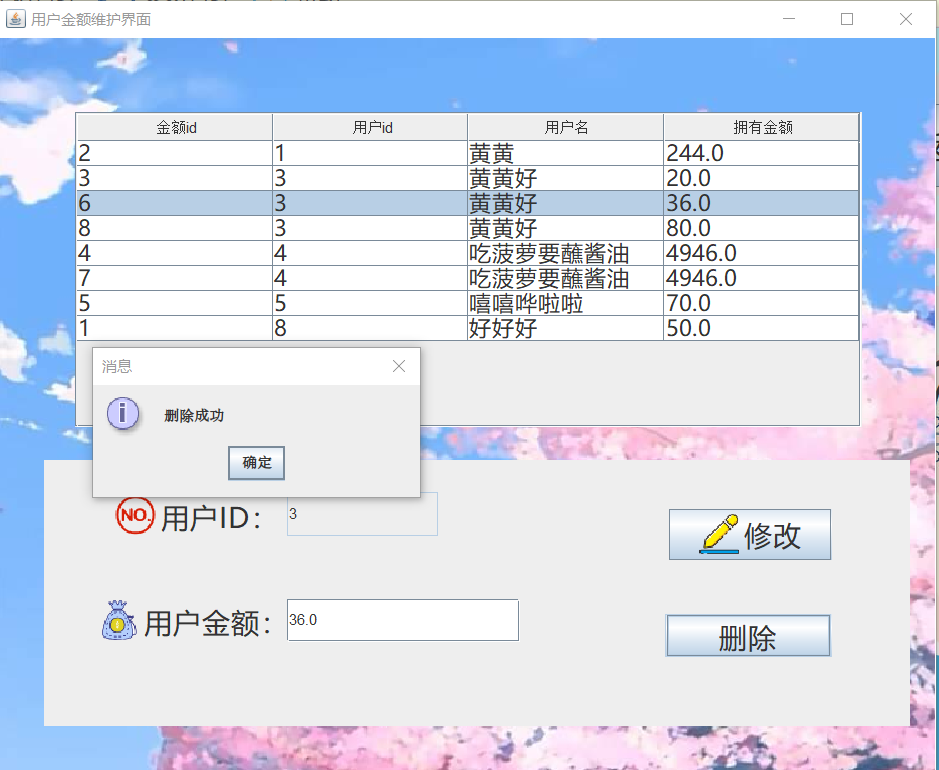 用户金额维护界面
金额id 用户id 用户名 拥有金额
2 1 黄黄 244.0
3 3 黄黄好 20.0
6 3 黄黄好 36.0
8 3 黄黄好 80.0
4 4 吃菠萝要蘸酱油 4946.0
7 4 吃菠萝要蘸酱油 4946.0
5 5 嘻嘻哗啦啦 70.0
1 8 好好好 50.0
消息
删除成功
确定
NO. 用户ID： 3
修改
用户金额： 36.0
删除